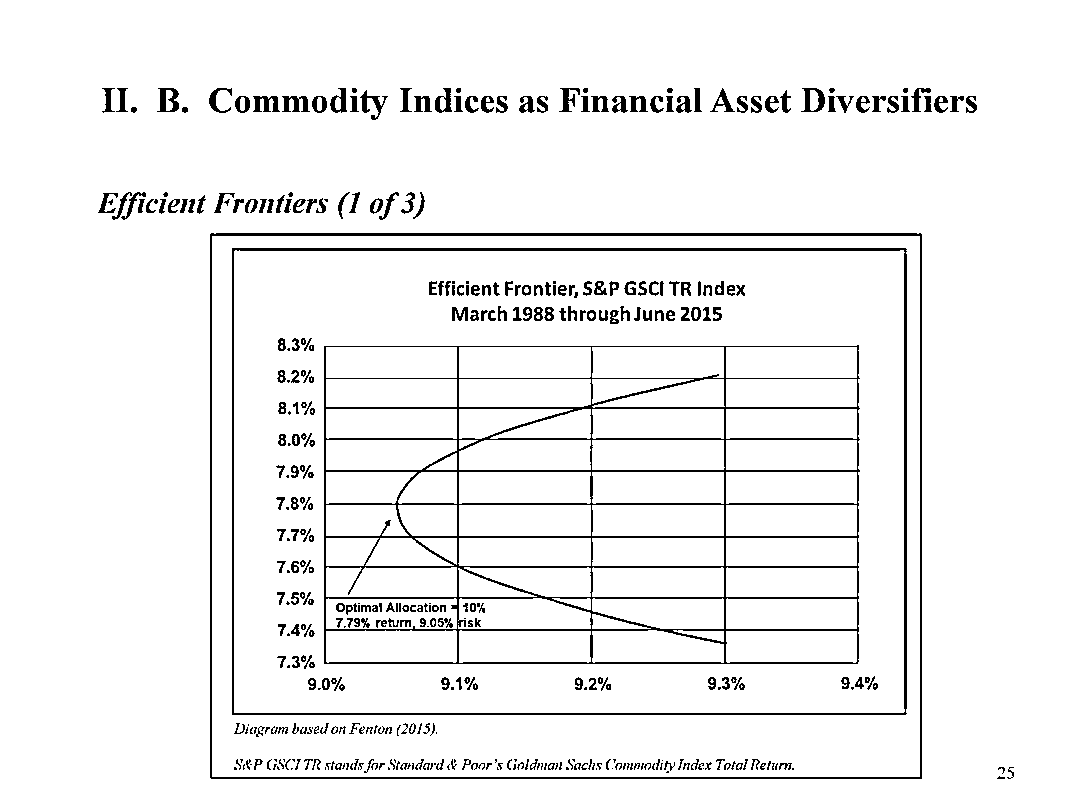 II. B. Commodity Indices as Financial Asset Diversifiers
Efficient Frontiers (1 of 3)
Efficient Frontier, S&P GSCI TR Index
March 1988 through June 2015
8.3%
8.2%
8.1%
8.0%
7.9%
7.8%
7.7%
7.6%
7.5%
Optimal Allocation = 10%
7.79% return, 9.05% risk
7.4%
7.3%
9.0% 9.1% 9.2% 9.3% 9.4%
Diagram based on Fenton (2015).
S&P GSCI TR stands for Standard & Poor's Goldman Sachs Commodity Index Total Return.
25